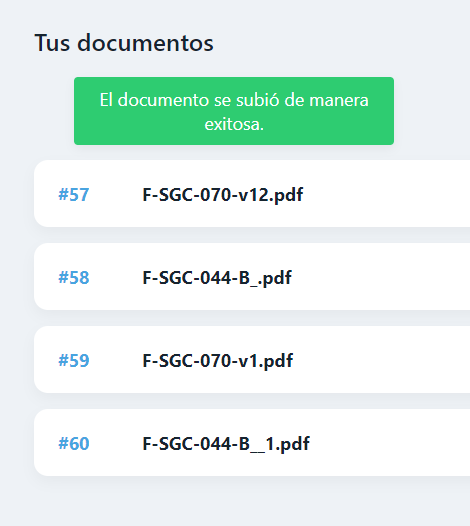 Tus documentos
El documento se subió de manera
exitosa.
#57 F-SGC-070-v12.pdf
#58 F-SGC-044-B_.pdf
#59 F-SGC-070-v1.pdf
#60 F-SGC-044-B__1.pdf